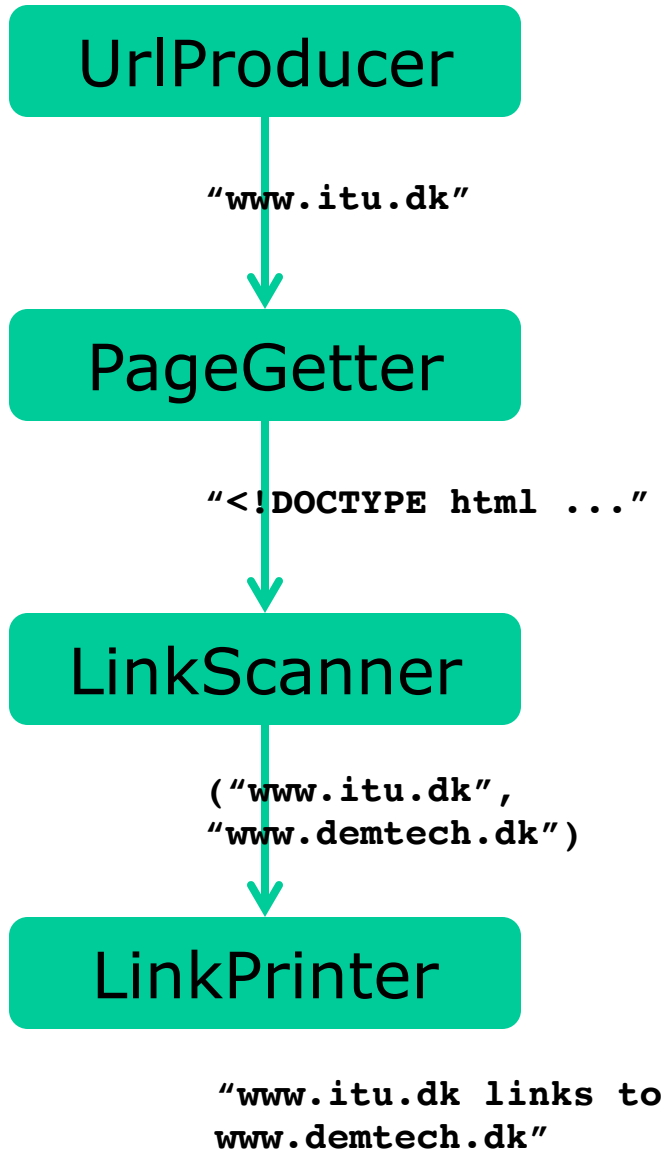 UrlProducer
“www.itu.dk”
PageGetter
“<!DOCTYPE html ...”
LinkScanner
(“www.itu.dk”,
“www.demtech.dk”)
LinkPrinter
“www.itu.dk links to
www.demtech.dk”